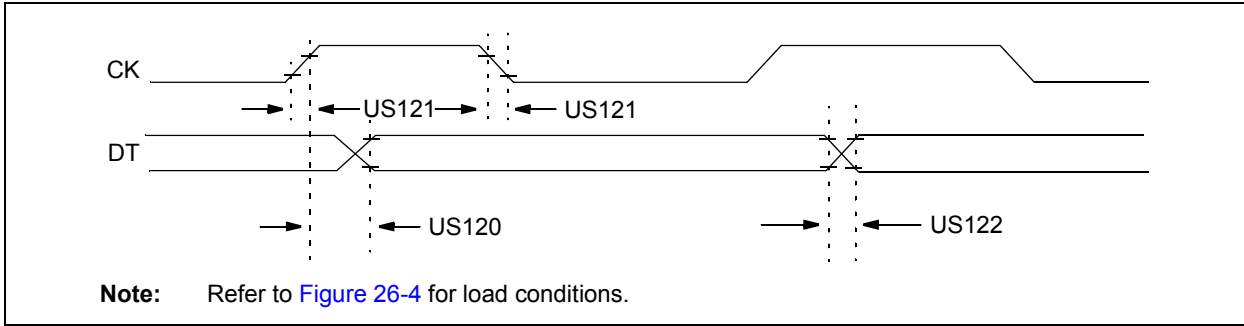 CK
US121 US121
DT
US120 US122
Note: Refer to Figure 26-4 for load conditions.